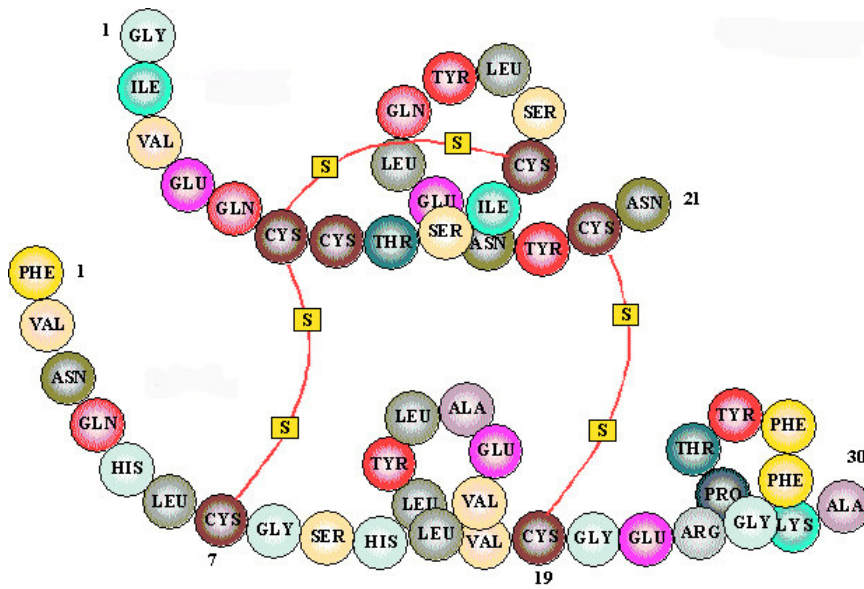 1
GLY
ILE
VAL
GLU
GLN
CYS
CYS
THR
SER
ILE
CYS
SER
LEU
TYR
GLN
LEU
GLU
ASN
TYR
CYS
ASN
21
S
S
S
S
S
S
PHE
1
VAL
ASN
GLN
HIS
LEU
CYS
7
GLY
SER
HIS
LEU
VAL
GLU
ALA
LEU
TYR
LEU
VAL
CYS
19
GLY
GLU
ARG
GLY
PHE
PHE
TYR
THR
PRO
LYS
ALA
30